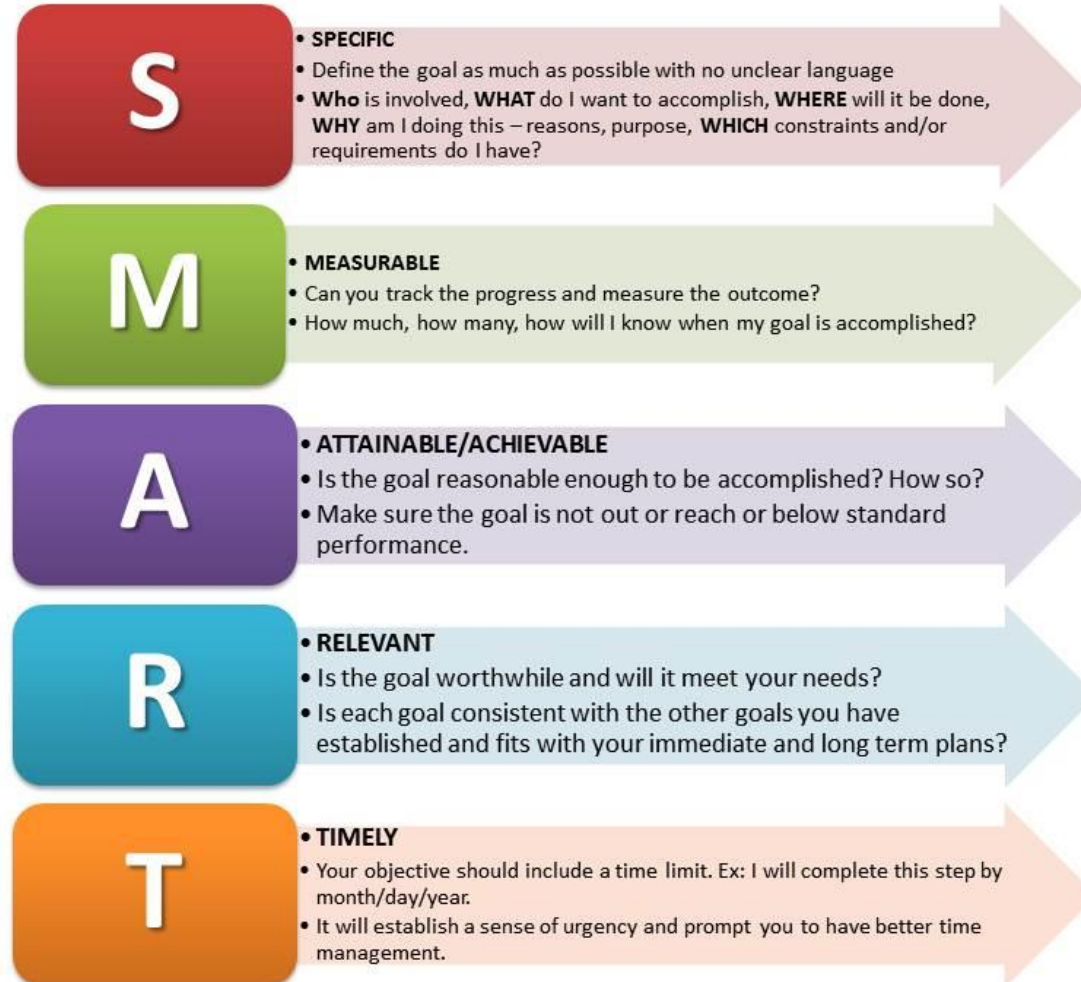 S
• SPECIFIC
• Define the goal as much as possible with no unclear language
• Who is involved, WHAT do I want to accomplish, WHERE will it be done,
WHY am I doing this – reasons, purpose, WHICH constraints and/or
requirements do I have?
M
• MEASURABLE
• Can you track the progress and measure the outcome?
• How much, how many, how will I know when my goal is accomplished?
A
• ATTAINABLE/ACHIEVABLE
• Is the goal reasonable enough to be accomplished? How so?
• Make sure the goal is not out or reach or below standard
performance.
R
• RELEVANT
• Is the goal worthwhile and will it meet your needs?
• Is each goal consistent with the other goals you have
established and fits with your immediate and long term plans?
T
• TIMELY
• Your objective should include a time limit. Ex: I will complete this step by
month/day/year.
• It will establish a sense of urgency and prompt you to have better time
management.